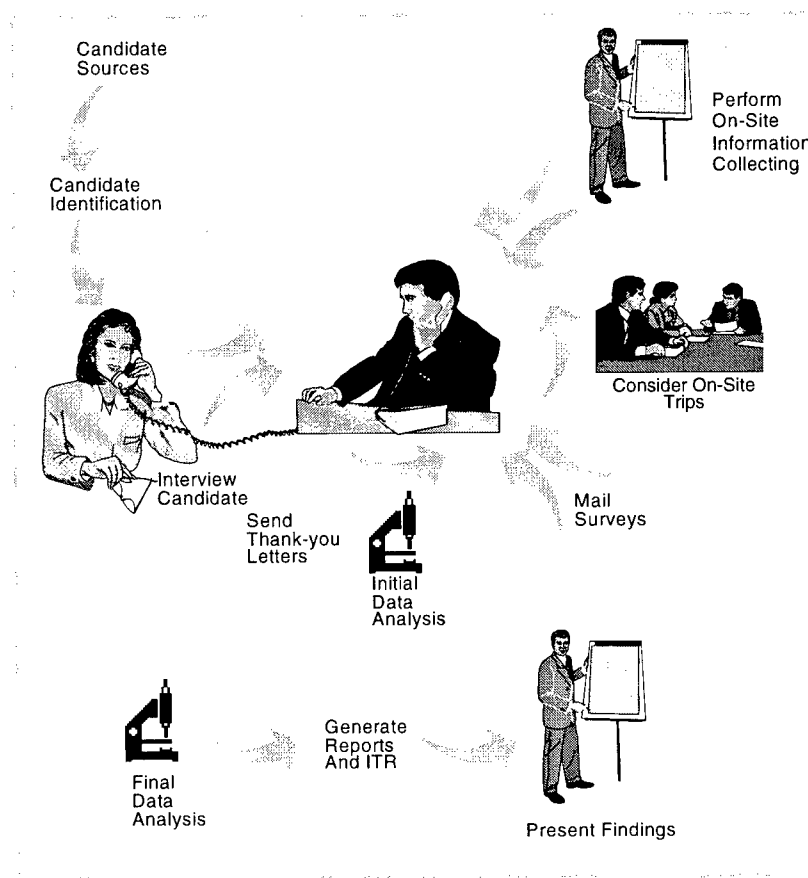 Candidate
Sources
Candidate
Identification
Perform
On-Site
Information
Collecting
Consider On-Site
Trips
Interview
Candidate
Send
Thank-you
Letters
Initial
Data
Analysis
Mail
Surveys
Final
Data
Analysis
Generate
Reports
And ITR
Present Findings